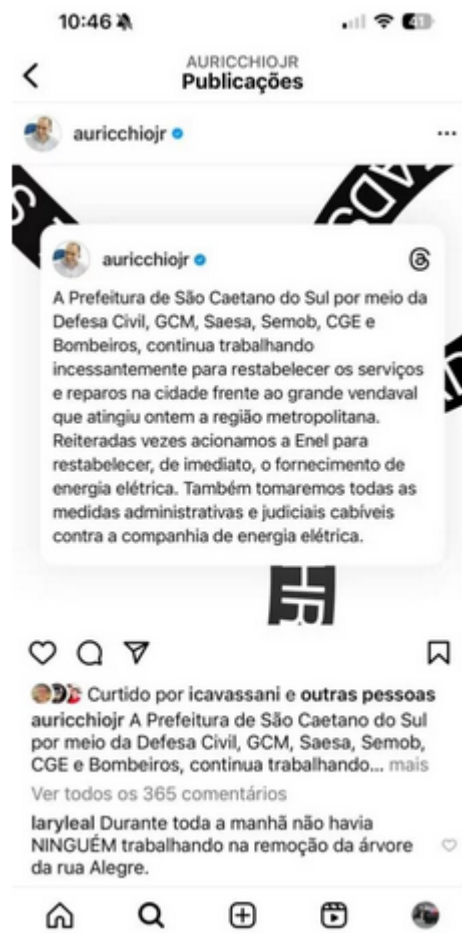 10:46
41
AURICCHIOJR
Publicações
auricchiojr
auricchiojr
A Prefeitura de São Caetano do Sul por meio da
Defesa Civil, GCM, Saesa, Semob, CGE e
Bombeiros, continua trabalhando
incessantemente para restabelecer os serviços
e reparos na cidade frente ao grande vendaval
que atingiu ontem a região metropolitana.
Reiteradas vezes acionamos a Enel para
restabelecer, de imediato, o fornecimento de
energia elétrica. Também tomaremos todas as
medidas administrativas e judiciais cabíveis
contra a companhia de energia elétrica.
Curtido por icavassani e outras pessoas
auricchiojr A Prefeitura de São Caetano do Sul
por meio da Defesa Civil, GCM, Saesa, Semob,
CGE e Bombeiros, continua trabalhando... mais
Ver todos os 365 comentários
laryleal Durante toda a manhã não havia
NINGUÉM trabalhando na remoção da árvore
da rua Alegre.